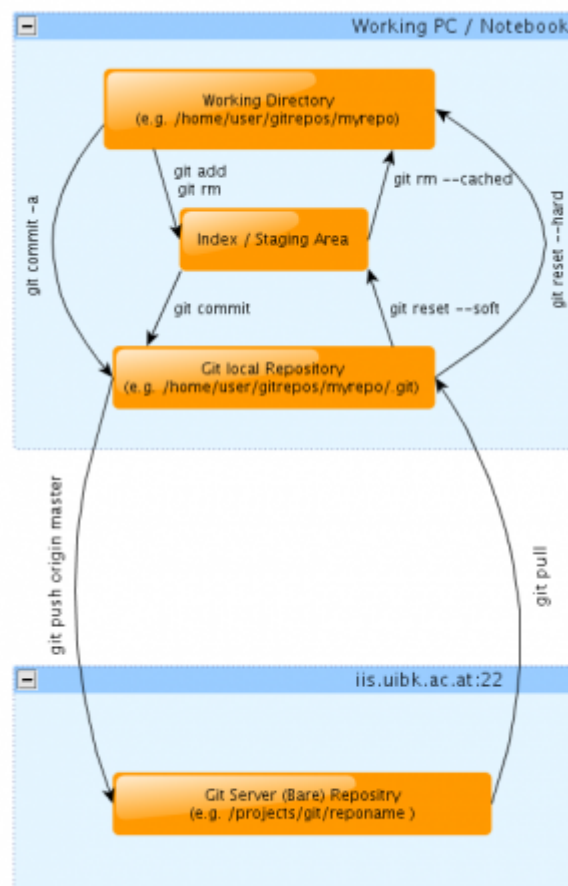 Working PC / Notebook
Working Directory
(e.g. /home/user/gitrepos/myrepo)
git add
git rm
git rm --cached
git commit -a
git reset --hard
Index / Staging Area
git commit
git reset --soft
Git local Repository
(e.g. /home/user/gitrepos/myrepo/.git)
git push origin master
git pull
iis.uibk.ac.at:22
Git Server (Bare) Repositry
(e.g. /projects/git/reponame )